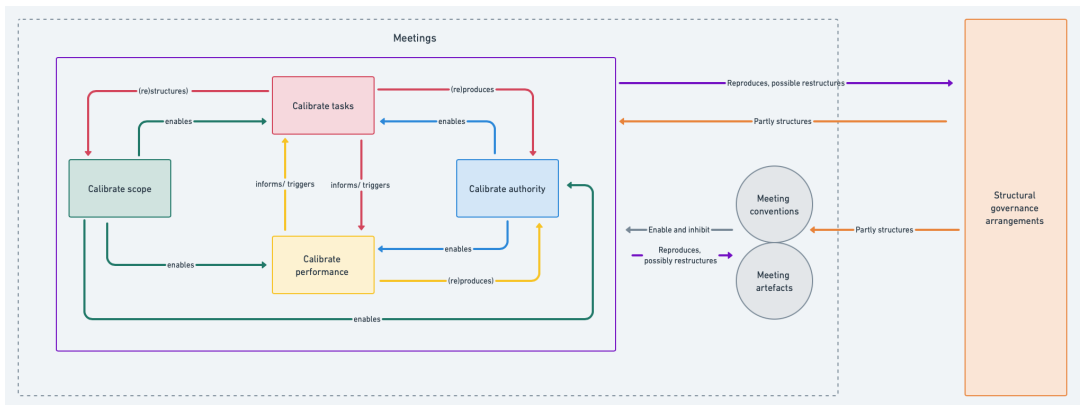 Meetings
Reproduces, possible restructures
(re)structures)
(re)produces
Calibrate tasks
enables
enables
Partly structures
Calibrate scope
informs/ triggers
informs/ triggers
Calibrate authority
Meeting
conventions
Structural
governance
arrangements
Enable and inhibit
Partly structures
enables
Reproduces,
possibly restructures
Calibrate
performance
enables
(re)produces)
Meeting
artefacts
enables